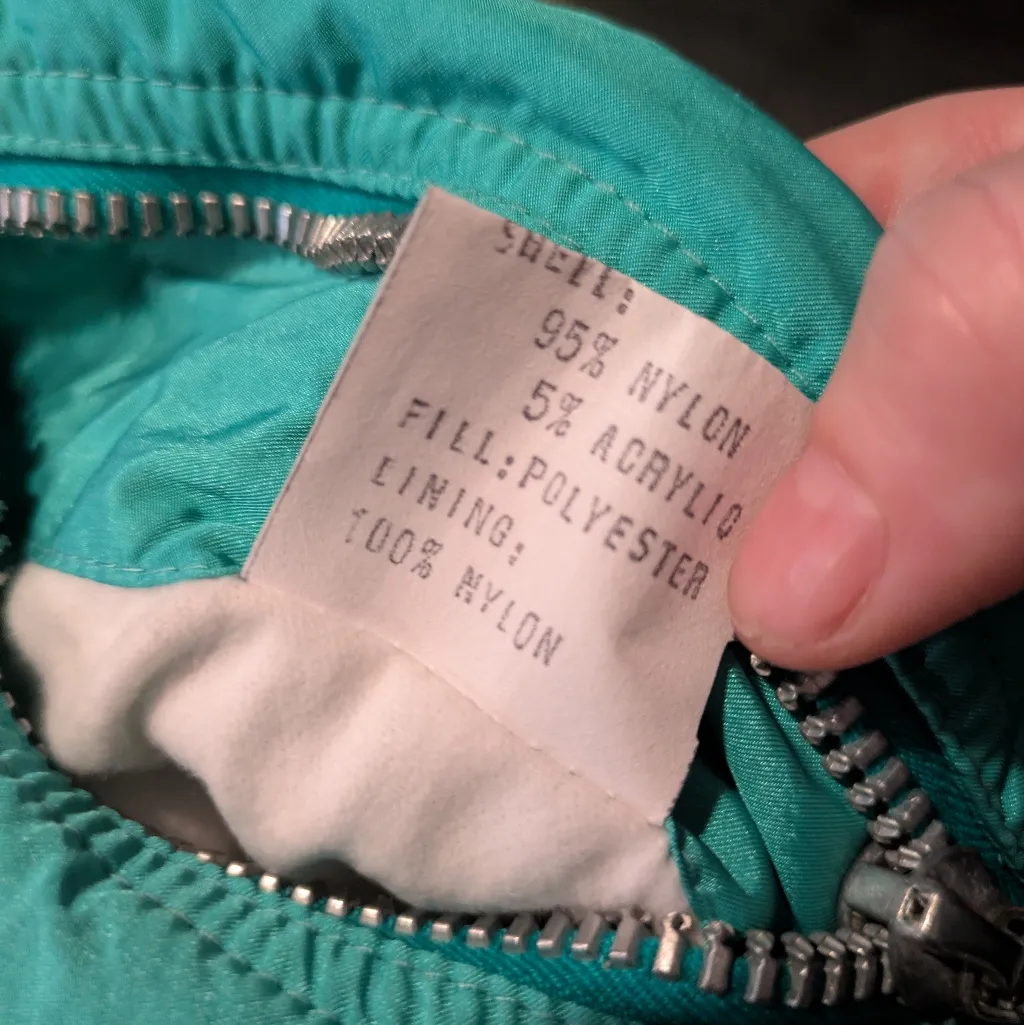 SHELL:
95% NYLON
5% ACRYLIC
FILL:POLYESTER
LINING:
100% NYLON